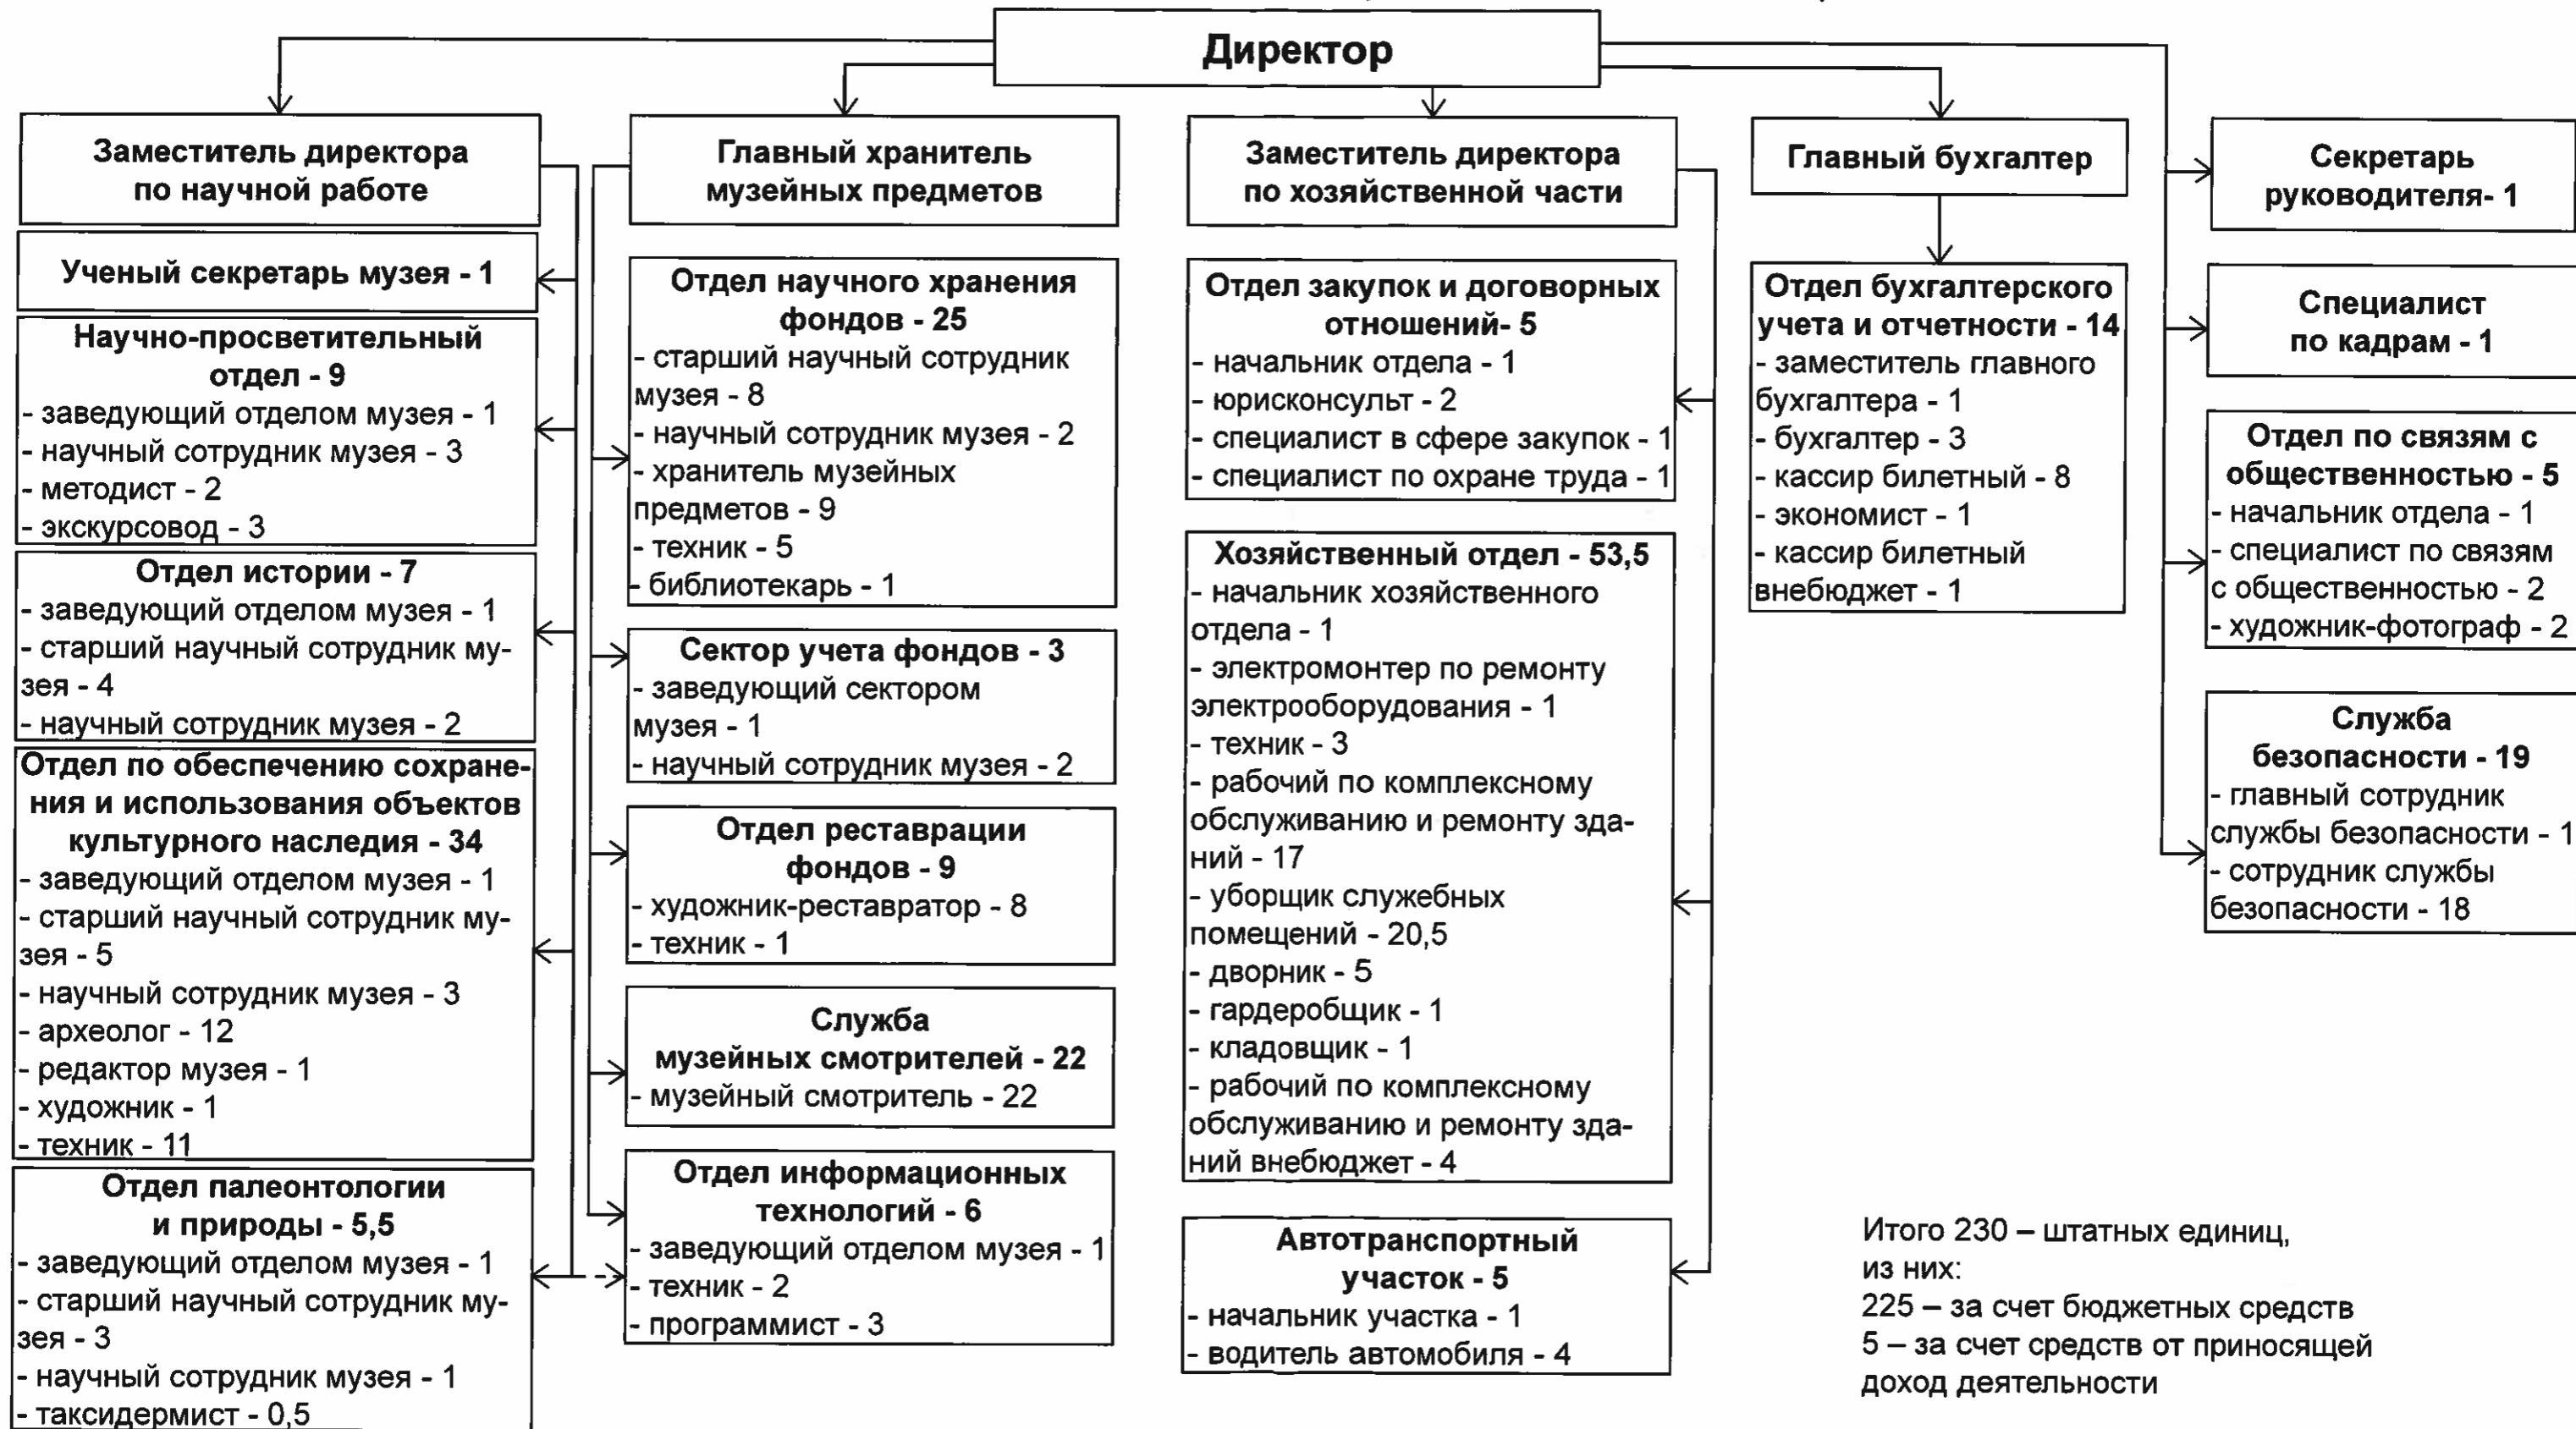 Директор
Заместитель директора
по научной работе
Ученый секретарь музея - 1
Научно-просветительный
отдел - 9
- заведующий отделом музея - 1
- научный сотрудник музея - 3
- методист - 2
- экскурсовод - 3
Отдел истории - 7
- заведующий отделом музея - 1
- старший научный сотрудник му-
зея - 4
- научный сотрудник музея - 2
Отдел по обеспечению сохране-
ния и использования объектов
культурного наследия - 34
- заведующий отделом музея - 1
- старший научный сотрудник му-
зея - 5
- научный сотрудник музея - 3
- археолог - 12
- редактор музея - 1
- художник - 1
- техник - 11
Отдел палеонтологии
и природы - 5,5
- заведующий отделом музея - 1
- старший научный сотрудник му-
зея - 3
- научный сотрудник музея - 1
- таксидермист - 0,5
Главный хранитель
музейных предметов
Отдел научного хранения
фондов - 25
- старший научный сотрудник
музея - 8
- научный сотрудник музея - 2
- хранитель музейных
предметов - 9
- техник - 5
- библиотекарь - 1
Сектор учета фондов - 3
- заведующий сектором
музея - 1
- научный сотрудник музея - 2
Отдел реставрации
фондов - 9
- художник-реставратор - 8
- техник - 1
Служба
музейных смотрителей - 22
- музейный смотритель - 22
Отдел информационных
технологий - 6
- заведующий отделом музея - 1
- техник - 2
- программист - 3
Заместитель директора
по хозяйственной части
Отдел закупок и договорных
отношений- 5
- начальник отдела - 1
- юрисконсульт - 2
- специалист в сфере закупок - 1
- специалист по охране труда - 1
Хозяйственный отдел - 53,5
- начальник хозяйственного
отдела - 1
- электромонтер по ремонту
электрооборудования - 1
- техник - 3
- рабочий по комплексному
обслуживанию и ремонту зда-
ний - 17
- уборщик служебных
помещений - 20,5
- дворник - 5
- гардеробщик - 1
- кладовщик - 1
- рабочий по комплексному
обслуживанию и ремонту зда-
ний внебюджет - 4
Автотранспортный
участок - 5
- начальник участка - 1
- водитель автомобиля - 4
Главный бухгалтер
Отдел бухгалтерского
учета и отчетности - 14
- заместитель главного
бухгалтера - 1
- бухгалтер - 3
- кассир билетный - 8
- экономист - 1
- кассир билетный
внебюджет - 1
Секретарь
руководителя- 1
Специалист
по кадрам - 1
Отдел по связям с
общественностью - 5
- начальник отдела - 1
- специалист по связям
с общественностью - 2
- художник-фотограф - 2
Служба
безопасности - 19
- главный сотрудник
службы безопасности - 1
- сотрудник службы
безопасности - 18
Итого 230 – штатных единиц,
из них:
225 – за счет бюджетных средств
5 – за счет средств от приносящей
доход деятельности